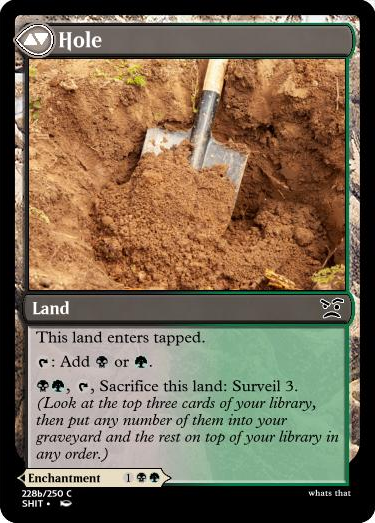 Hole
Land
This land enters tapped.
: Add or .
, , Sacrifice this land: Surveil 3.
(Look at the top three cards of your library,
then put any number of them into your
graveyard and the rest on top of your library in
any order.)
Enchantment 1
228b/250 C
SHIT •
whats that